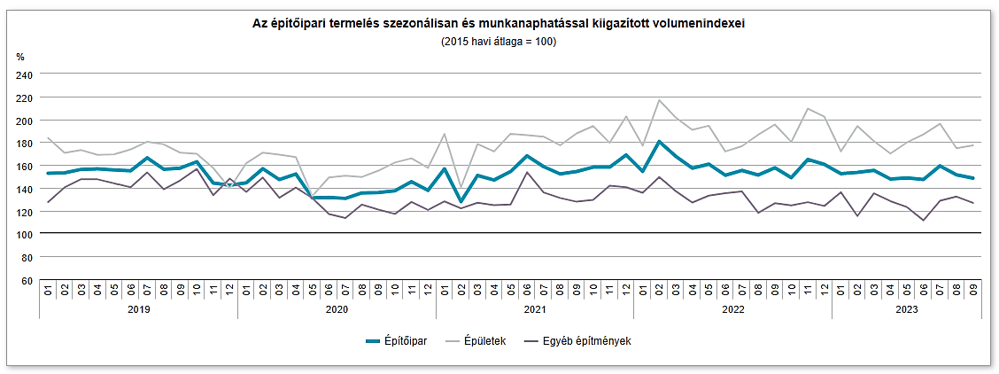 Az építőipari termelés szezonálisan és munkanaphatással kiigazított volumenindexei
(2015 havi átlaga = 100)
%
240
220
200
180
160
140
120
100
80
60
01 02 03 04 05 06 07 08 09 10 11 12 01 02 03 04 05 06 07 08 09 10 11 12 01 02 03 04 05 06 07 08 09 10 11 12 01 02 03 04 05 06 07 08 09 10 11 12 01 02 03 04 05 06 07 08 09
2019 2020 2021 2022 2023
Építőipar Épületek Egyéb építmények